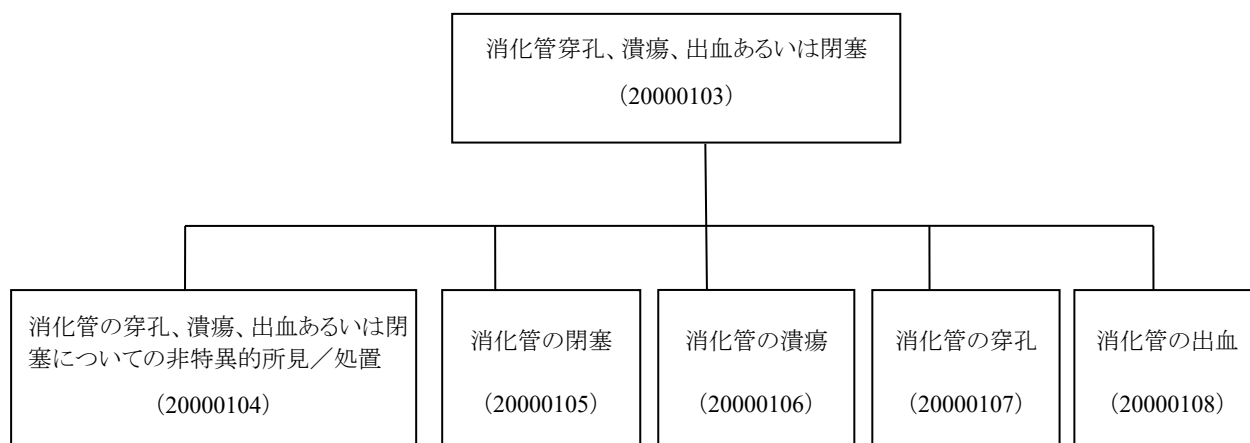 消化管穿孔、潰瘍、出血あるいは閉塞
（20000103）
消化管の穿孔、潰瘍、出血あるいは閉
塞についての非特異的所見／処置
（20000104）
消化管の閉塞
（20000105）
消化管の潰瘍
（20000106）
消化管の穿孔
（20000107）
消化管の出血
（20000108）